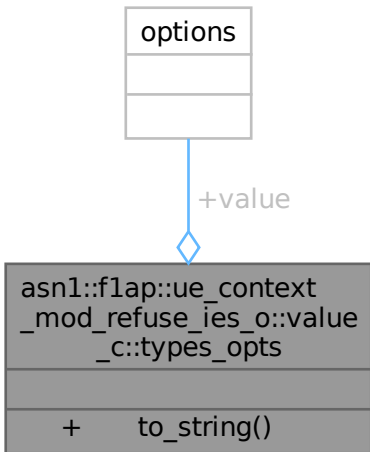 options
+value
asn1::f1ap::ue_context
_mod_refuse_ies_o::value
_c::types_opts
+ to_string()